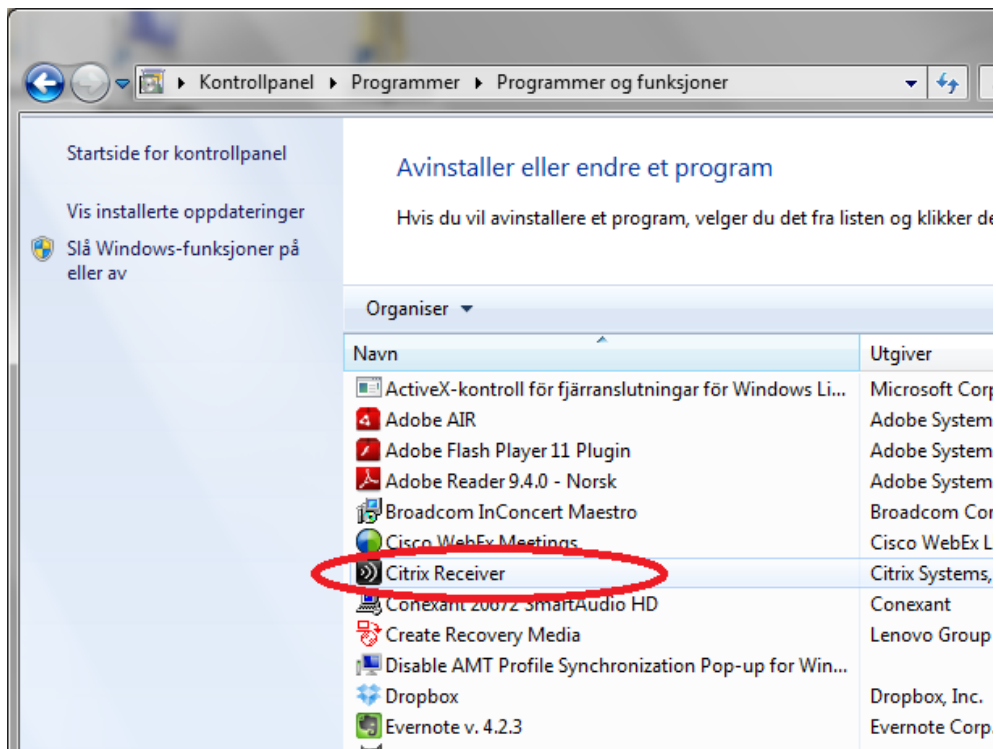 Kontrollpanel ▸ Programmer ▸ Programmer og funksjoner
Startside for kontrollpanel
Vis installerte oppdateringer
Slå Windows-funksjoner på
eller av
Avinstaller eller endre et program
Hvis du vil avinstallere et program, velger du det fra listen og klikker de
Organiser
Navn Utgiver
ActiveX-kontroll för fjärranslutningar för Windows Li... Microsoft Corp
Adobe AIR Adobe System
Adobe Flash Player 11 Plugin Adobe System
Adobe Reader 9.4.0 - Norsk Adobe System
Broadcom InConcert Maestro Broadcom Cor
Cisco WebEx Meetings Cisco WebEx L
Citrix Receiver Citrix Systems,
Conexant 20672 SmartAudio HD Conexant
Create Recovery Media Lenovo Group
Disable AMT Profile Synchronization Pop-up for Win...
Dropbox Dropbox, Inc.
Evernote v. 4.2.3 Evernote Corp.